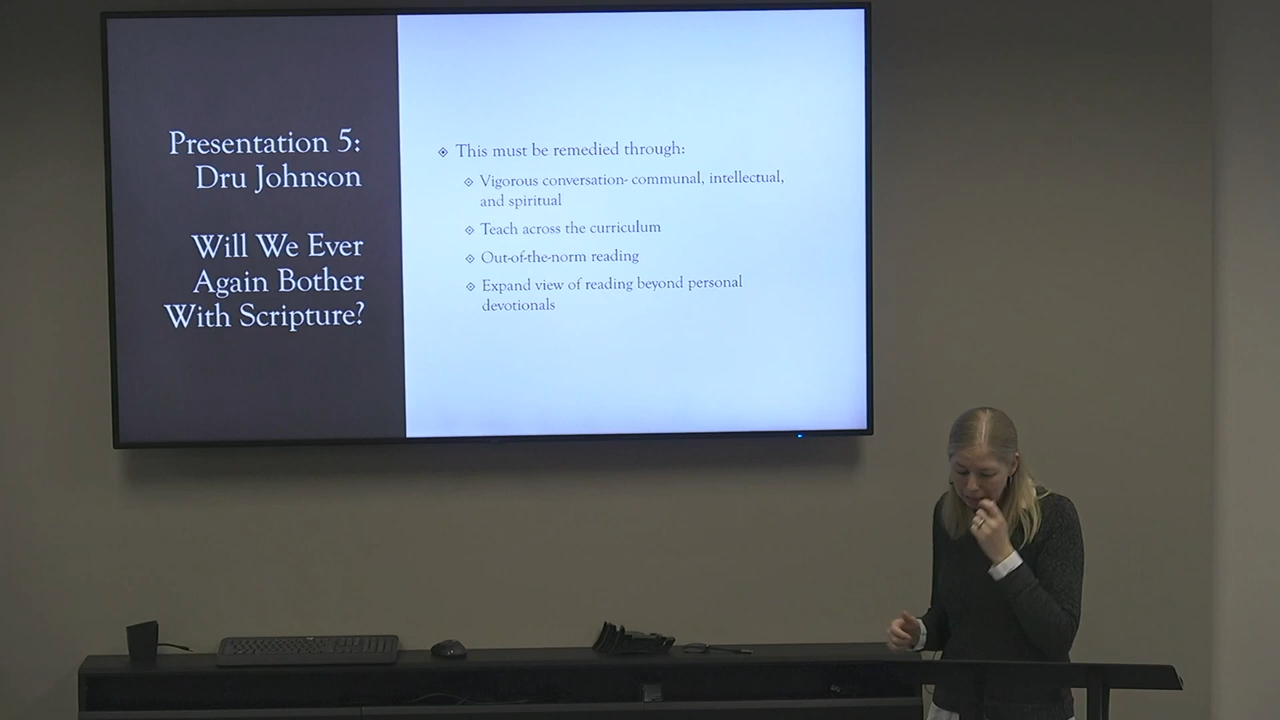 Presentation 5:
Dru Johnson
Will We Ever
Again Bother
With Scripture?
This must be remedied through:
Vigorous conversation- communal, intellectual,
and spiritual
Teach across the curriculum
Out-of-the-norm reading
Expand view of reading beyond personal
devotionals